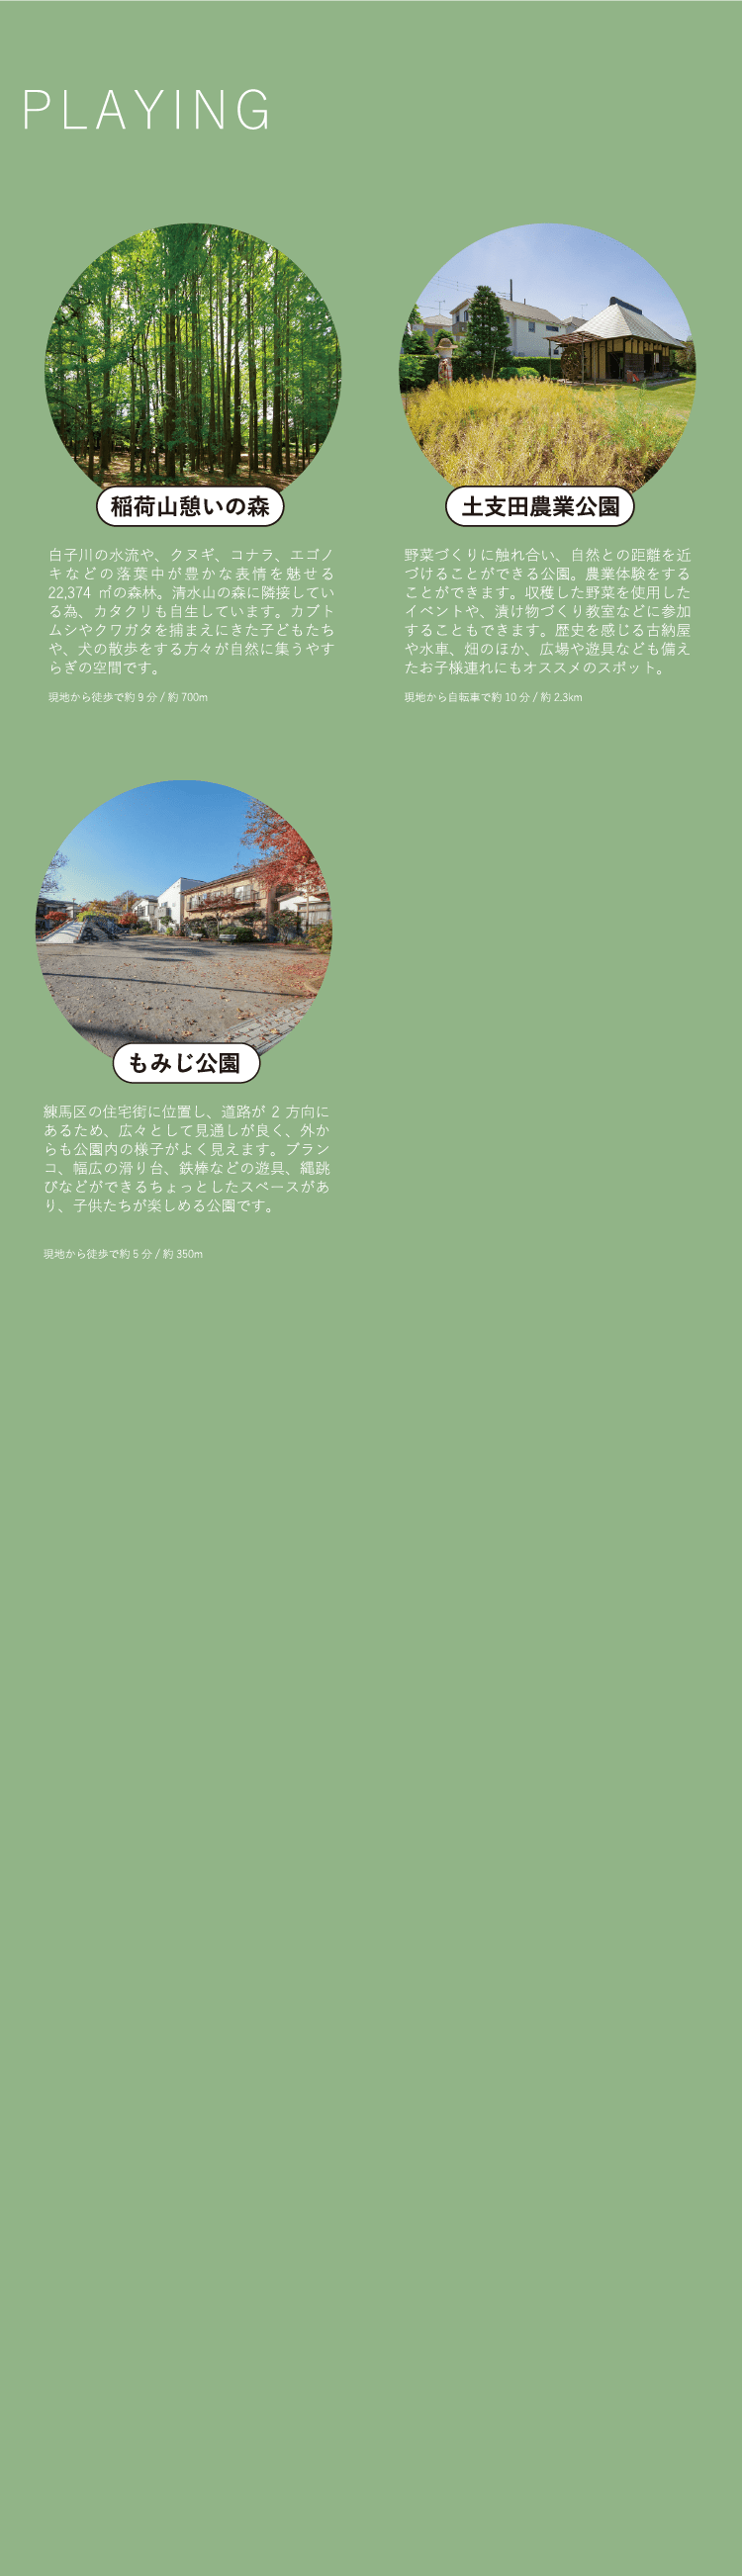 PLAYING
稲荷山憩いの森
白子川の水流や、クヌギ、コナラ、エゴノ
キなどの落葉中が豊かな表情を魅せる
22,374 ㎡の森林。清水山の森に隣接してい
る為、カタクリも自生しています。カブト
ムシやクワガタを捕まえにきた子どもたち
や、犬の散歩をする方々が自然に集うやす
らぎの空間です。
現地から徒歩で約 9 分 / 約 700m
土支田農業公園
野菜づくりに触れ合い、自然との距離を近
づけることができる公園。農業体験をする
ことができます。収穫した野菜を使用した
イベントや、漬け物づくり教室などに参加
することもできます。歴史を感じる古納屋
や水車、畑のほか、広場や遊具なども備え
たお子様連れにもオススメのスポット。
現地から自転車で約 10 分 / 約 2.3km
もみじ公園
練馬区の住宅街に位置し、道路が 2 方向に
あるため、広々として見通しが良く、外か
らも公園内の様子がよく見えます。ブラン
コ、幅広の滑り台、鉄棒などの遊具、縄跳
びなどができるちょっとしたスペースがあ
り、子供たちが楽しめる公園です。
現地から徒歩で約 5 分 / 約 350m